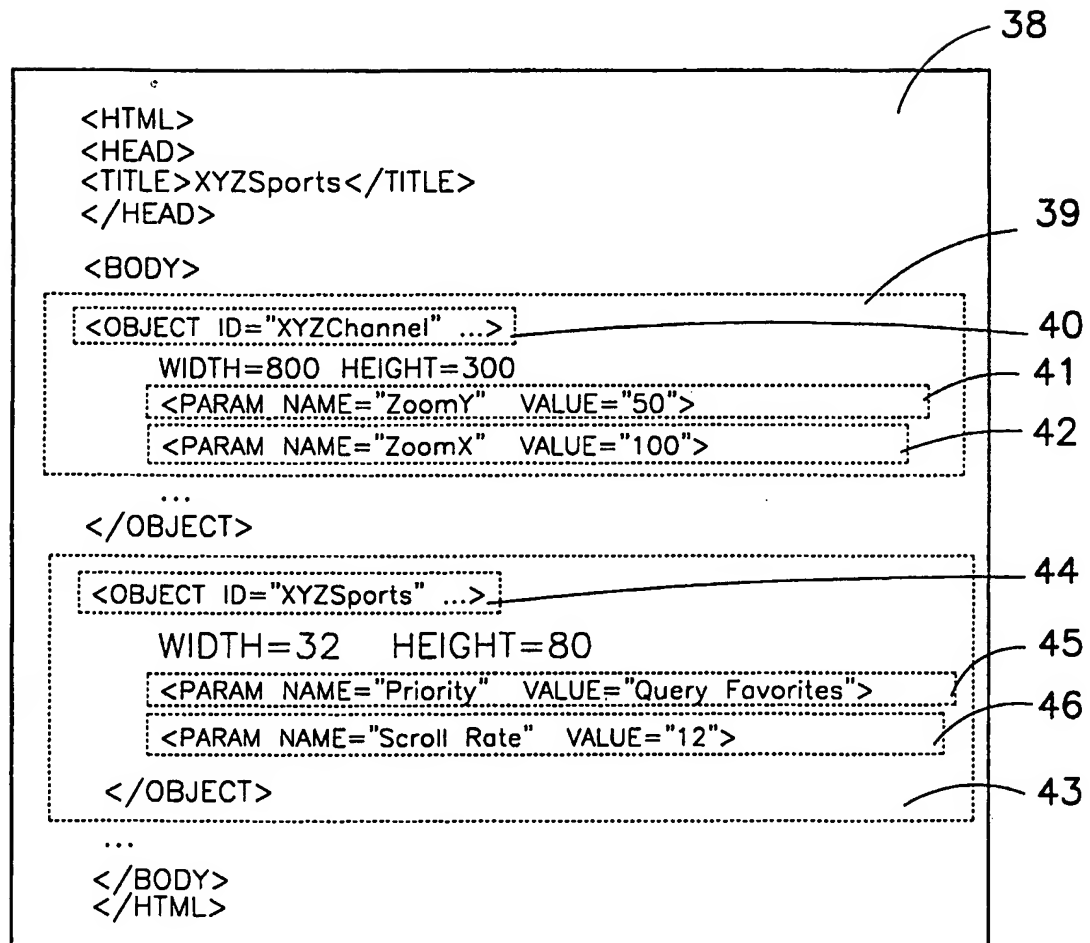 38
<HTML>
<HEAD>
<TITLE>XYZSports</TITLE>
</HEAD>
39
<BODY>
<OBJECT ID="XYZChannel" ...> 40
WIDTH=800 HEIGHT=300 41
<PARAM NAME="ZoomY" VALUE="50">
<PARAM NAME="ZoomX" VALUE="100"> 42
...
</OBJECT>
<OBJECT ID="XYZSports" ...> 44
WIDTH=32 HEIGHT=80 45
<PARAM NAME="Priority" VALUE="Query Favorites">
<PARAM NAME="Scroll Rate" VALUE="12"> 46
</OBJECT> 43
...
</BODY>
</HTML>